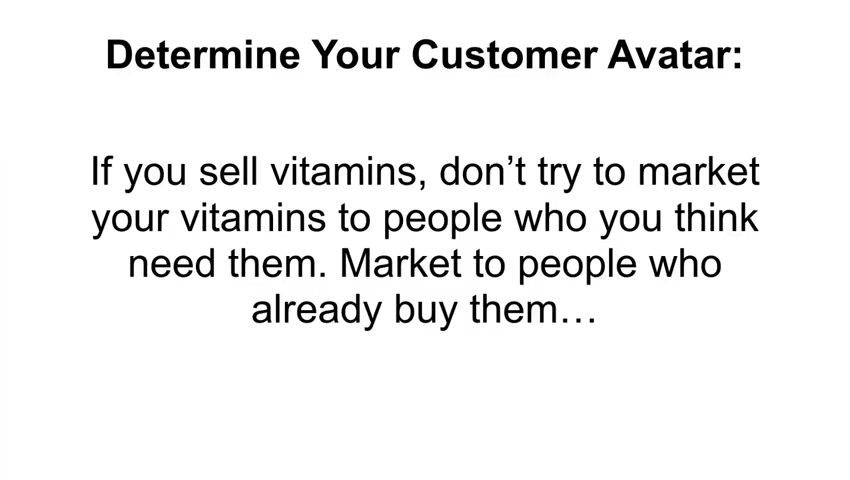 Determine Your Customer Avatar:
If you sell vitamins, don’t try to market
your vitamins to people who you think
need them. Market to people who
already buy them…